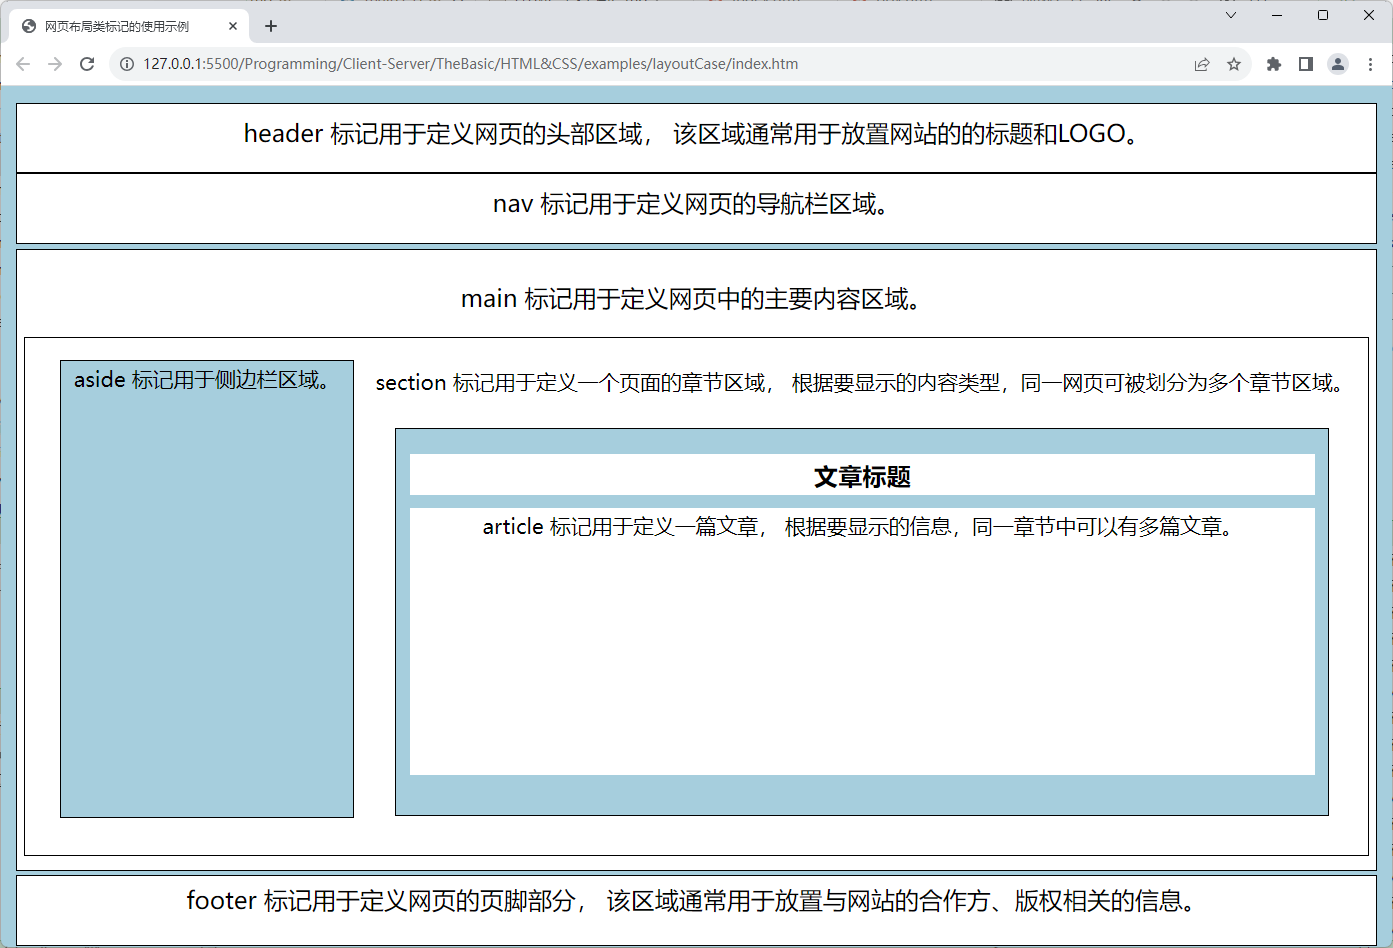 网页布局类标记的使用示例
127.0.0.1:5500/Programming/Client-Server/TheBasic/HTML&CSS/examples/layoutCase/index.htm
header 标记用于定义网页的头部区域， 该区域通常用于放置网站的的标题和LOGO。
nav 标记用于定义网页的导航栏区域。
main 标记用于定义网页中的主要内容区域。
aside 标记用于侧边栏区域。
section 标记用于定义一个页面的章节区域， 根据要显示的内容类型，同一网页可被划分为多个章节区域。
文章标题
article 标记用于定义一篇文章， 根据要显示的信息，同一章节中可以有多篇文章。
footer 标记用于定义网页的页脚部分， 该区域通常用于放置与网站的合作方、版权相关的信息。